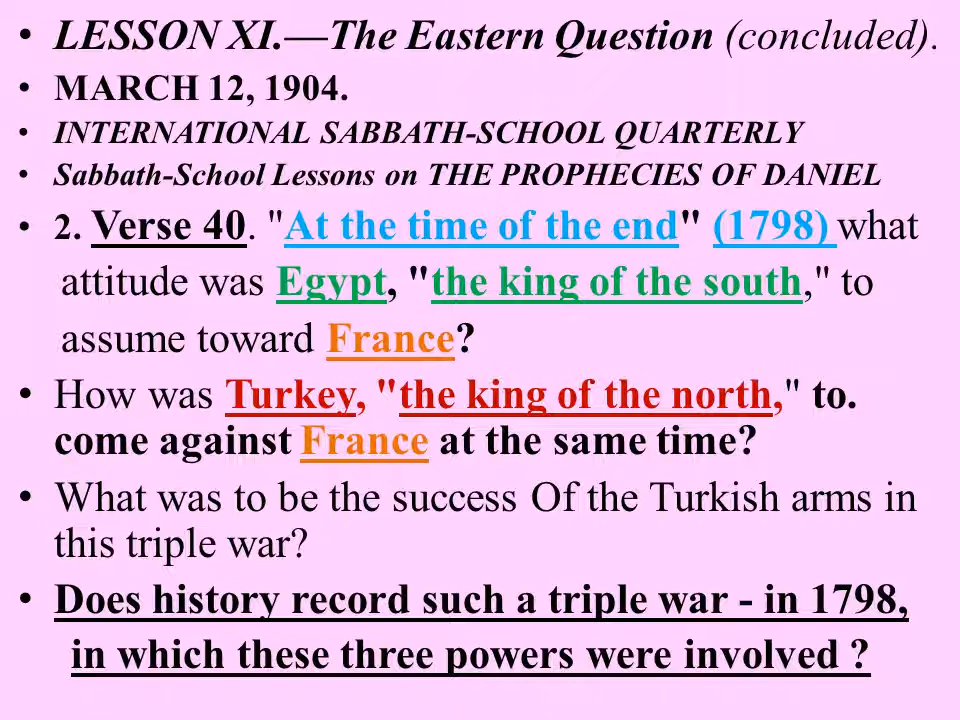 • LESSON XI.—The Eastern Question (concluded).
• MARCH 12, 1904.
• INTERNATIONAL SABBATH-SCHOOL QUARTERLY
• Sabbath-School Lessons on THE PROPHECIES OF DANIEL
• 2. Verse 40. "At the time of the end" (1798) what
attitude was Egypt, "the king of the south," to
assume toward France?
• How was Turkey, "the king of the north," to.
come against France at the same time?
• What was to be the success Of the Turkish arms in
this triple war?
• Does history record such a triple war - in 1798,
in which these three powers were involved ?